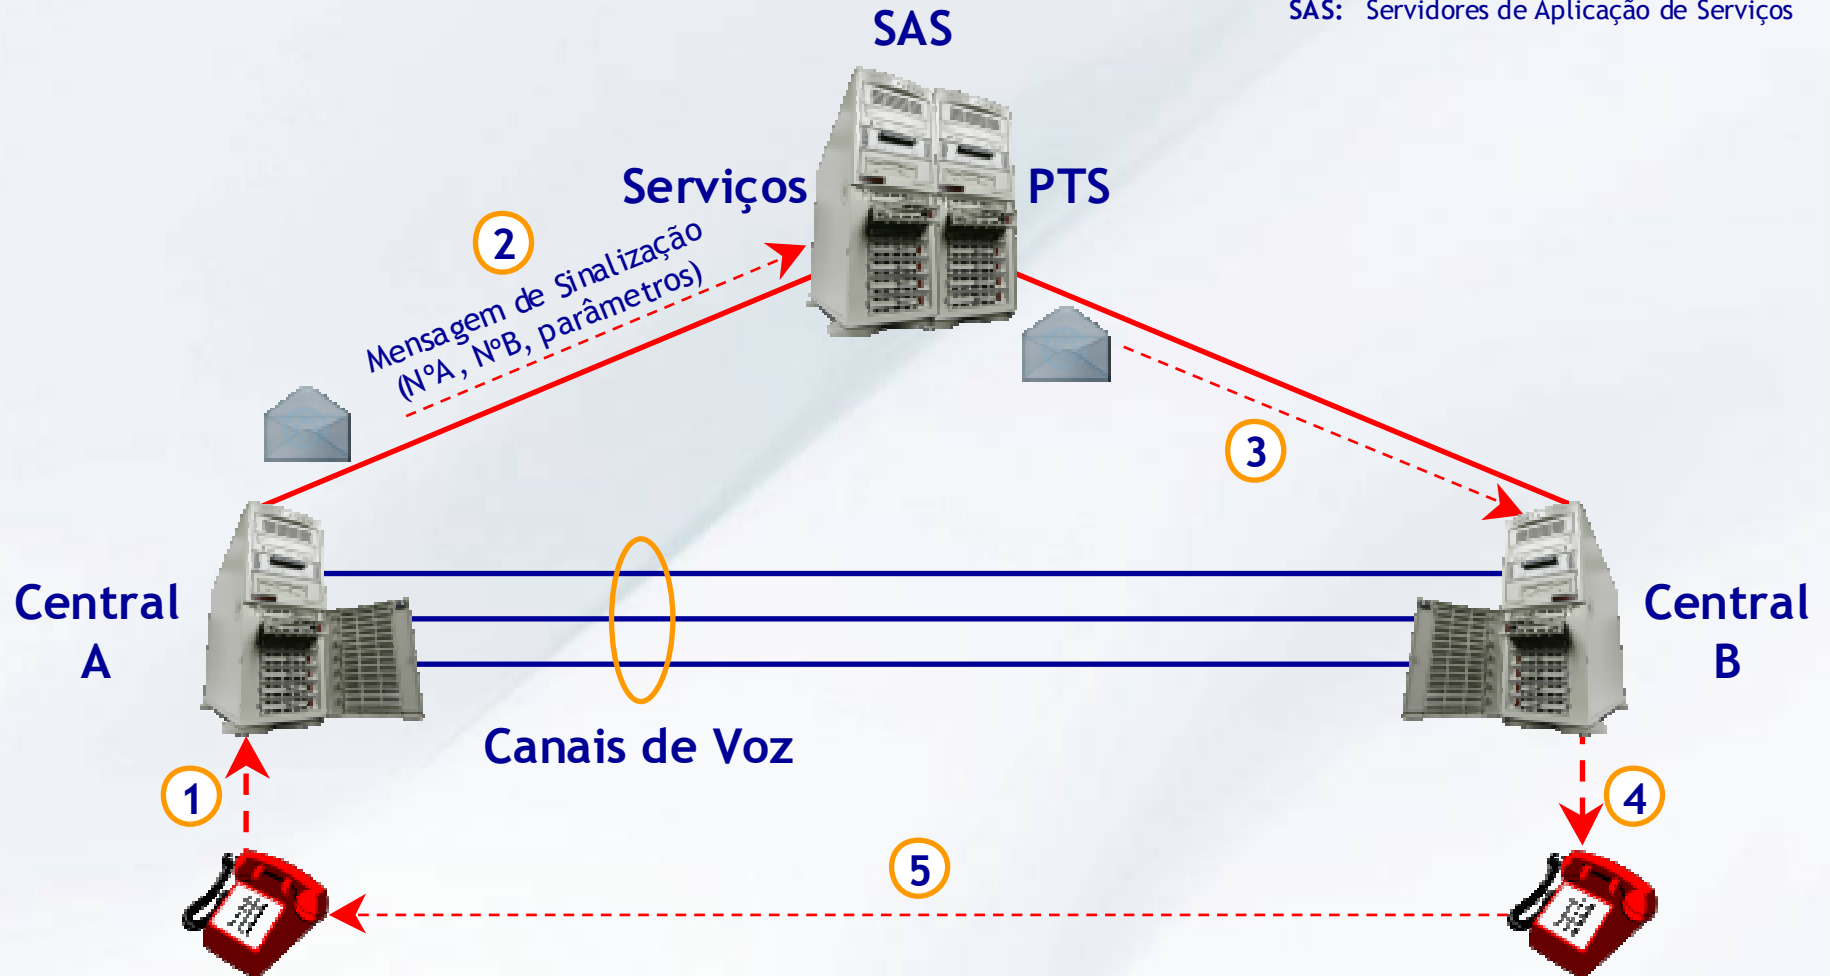 SAS: Servidores de Aplicação de Serviços
SAS
Serviços
PTS
2
Mensagem de Sinalização
(NºA, NºB, parâmetros)
3
Central
A
Central
B
Canais de Voz
1
4
5